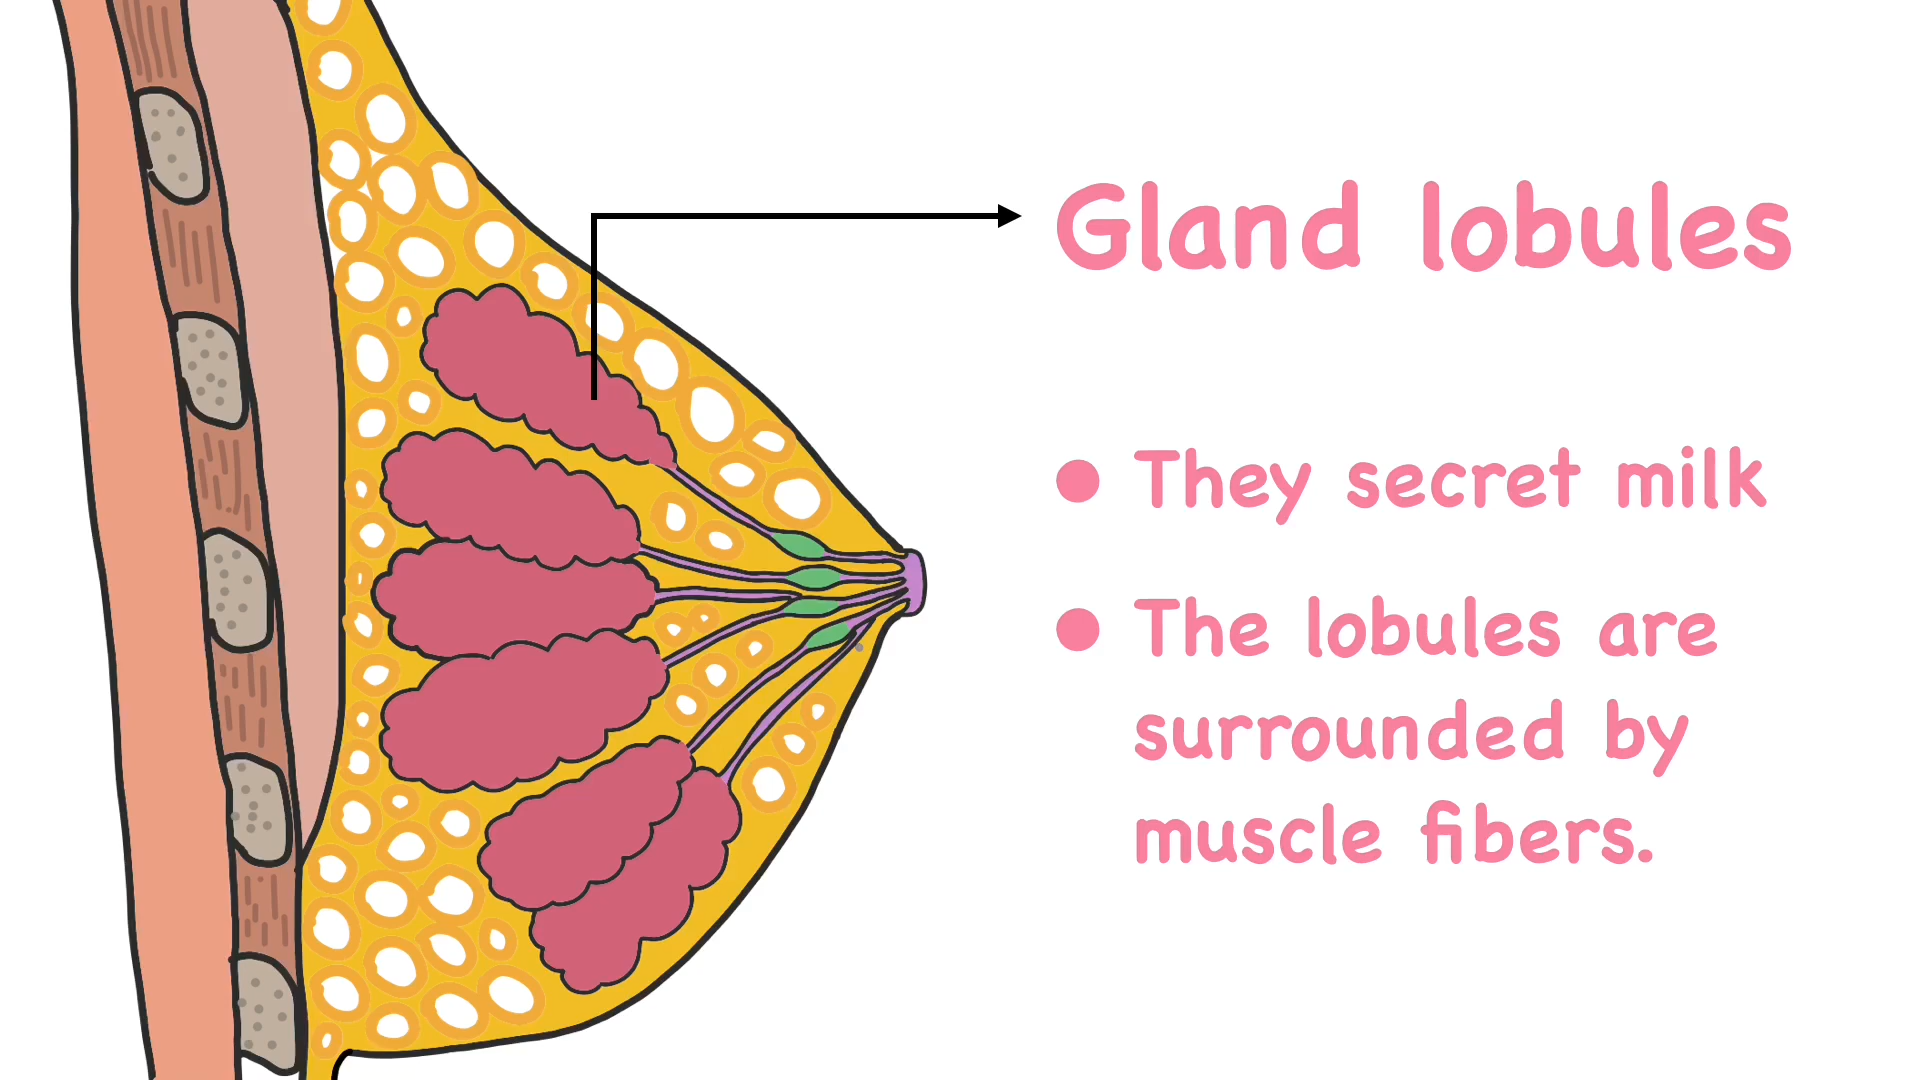 Gland lobules
● They secret milk
● The lobules are
surrounded by
muscle fibers.